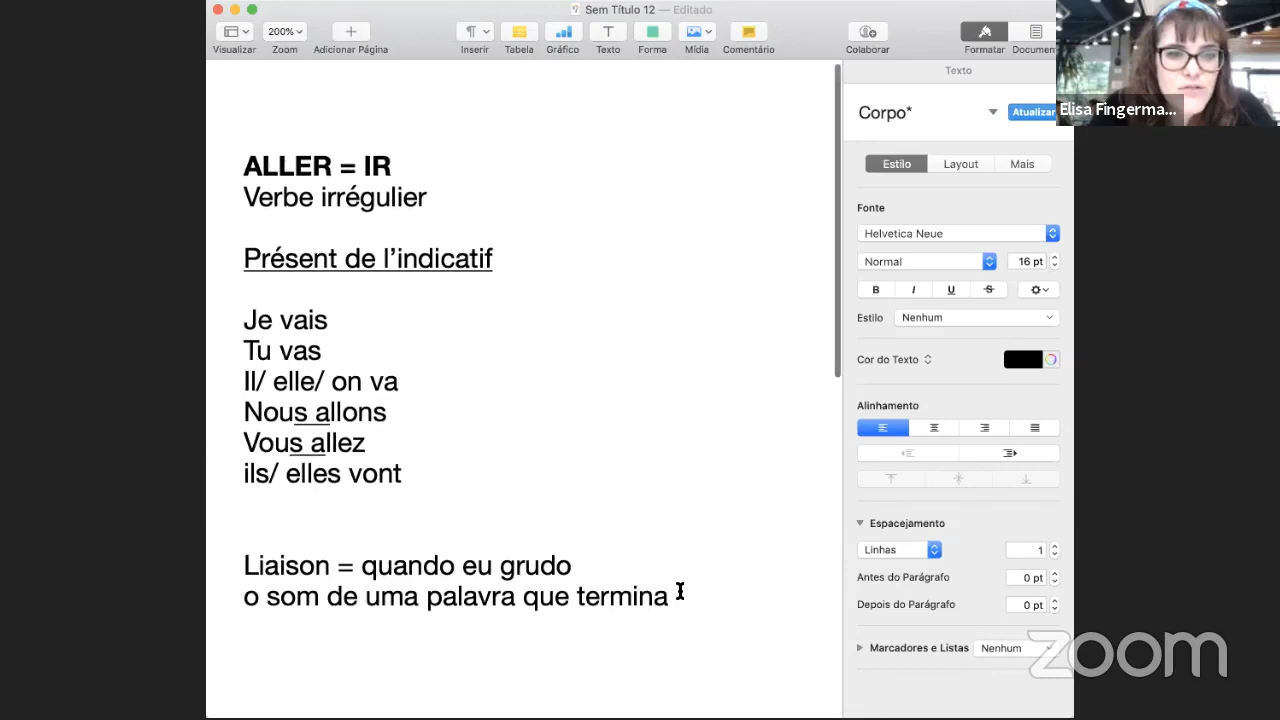 Sem Título 12 — Editado
200%
Visualizar Zoom Adicionar Página Inserir Tabela Gráfico Texto Forma Mídia Comentário Colaborar Formatar Documen
Elisa Fingerma...
Texto
Corpo* Atualizar
Estilo Layout Mais
ALLER = IR
Verbe irrégulier
Présent de l’indicatif
Je vais
Tu vas
Il/ elle/ on va
Nous allons
Vous allez
ils/ elles vont
Liaison = quando eu grudo
o som de uma palavra que termina
Fonte
Helvetica Neue
Normal 16 pt
B I U S
Estilo Nenhum
Cor do Texto
Alinhamento
Espacejamento
Linhas 1
Antes do Parágrafo 0 pt
Depois do Parágrafo 0 pt
Marcadores e Listas Nenhum
zoom